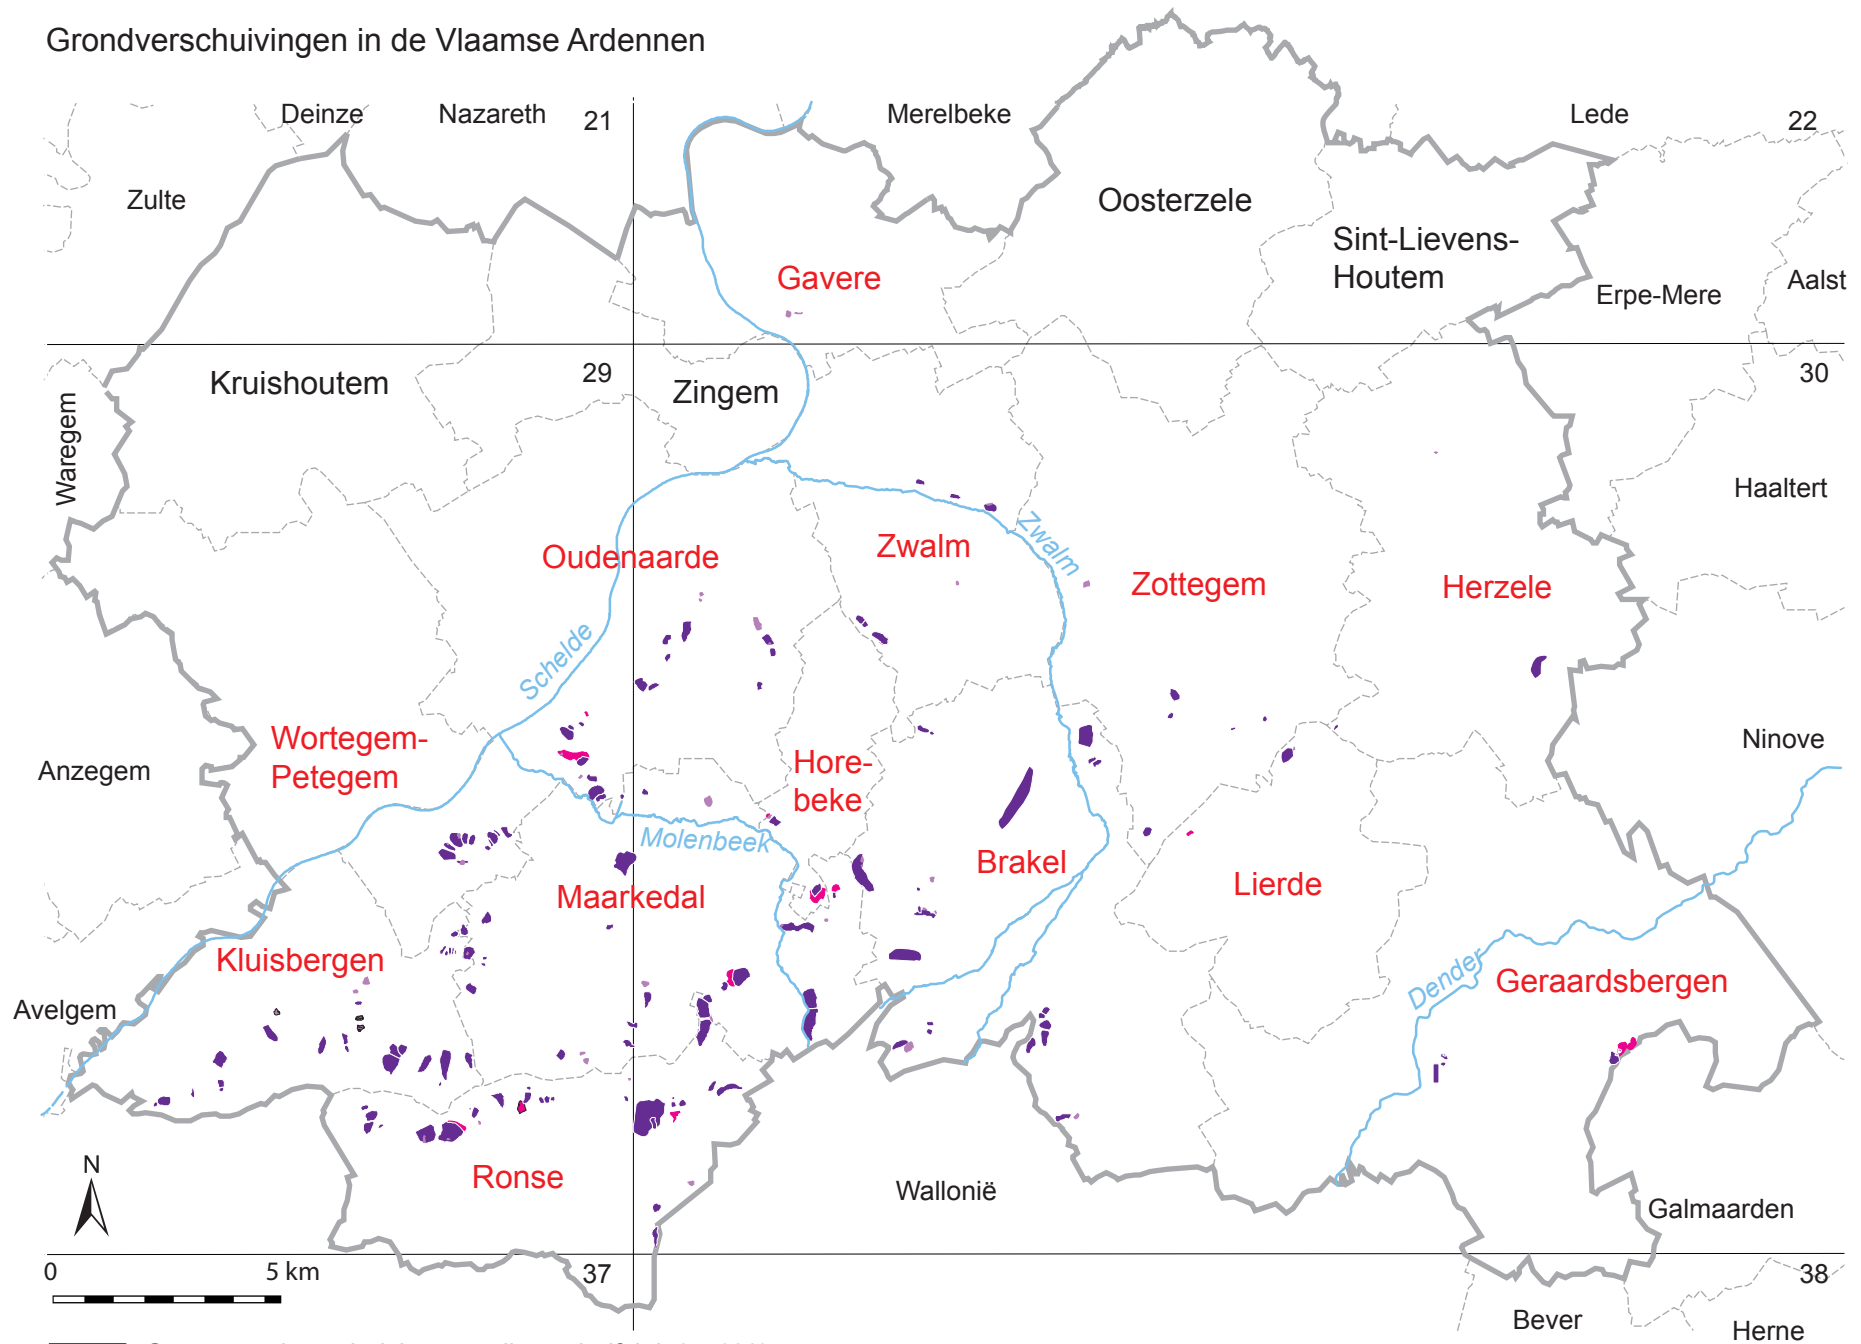 Grondverschuivingen in de Vlaamse Ardennen
Deinze
Nazareth
21
Merelbeke
Lede
22
Zulte
Oosterzele
Sint-Lievens-
Houtem
Gavere
Erpe-Mere
Aalst
Kruishoutem
29
Zingem
30
Waregem
Haaltert
Oudenaarde
Zwalm
Zwalm
Zottegem
Herzele
Schelde
Wortegem-
Petegem
Hore-
beke
Ninove
Anzegem
Molenbeek
Brakel
Maarkedal
Lierde
Kluisbergen
Dender
Geraardsbergen
Avelgem
N
Ronse
Wallonië
Galmaarden
0
5 km
37
38
Bever
Herne